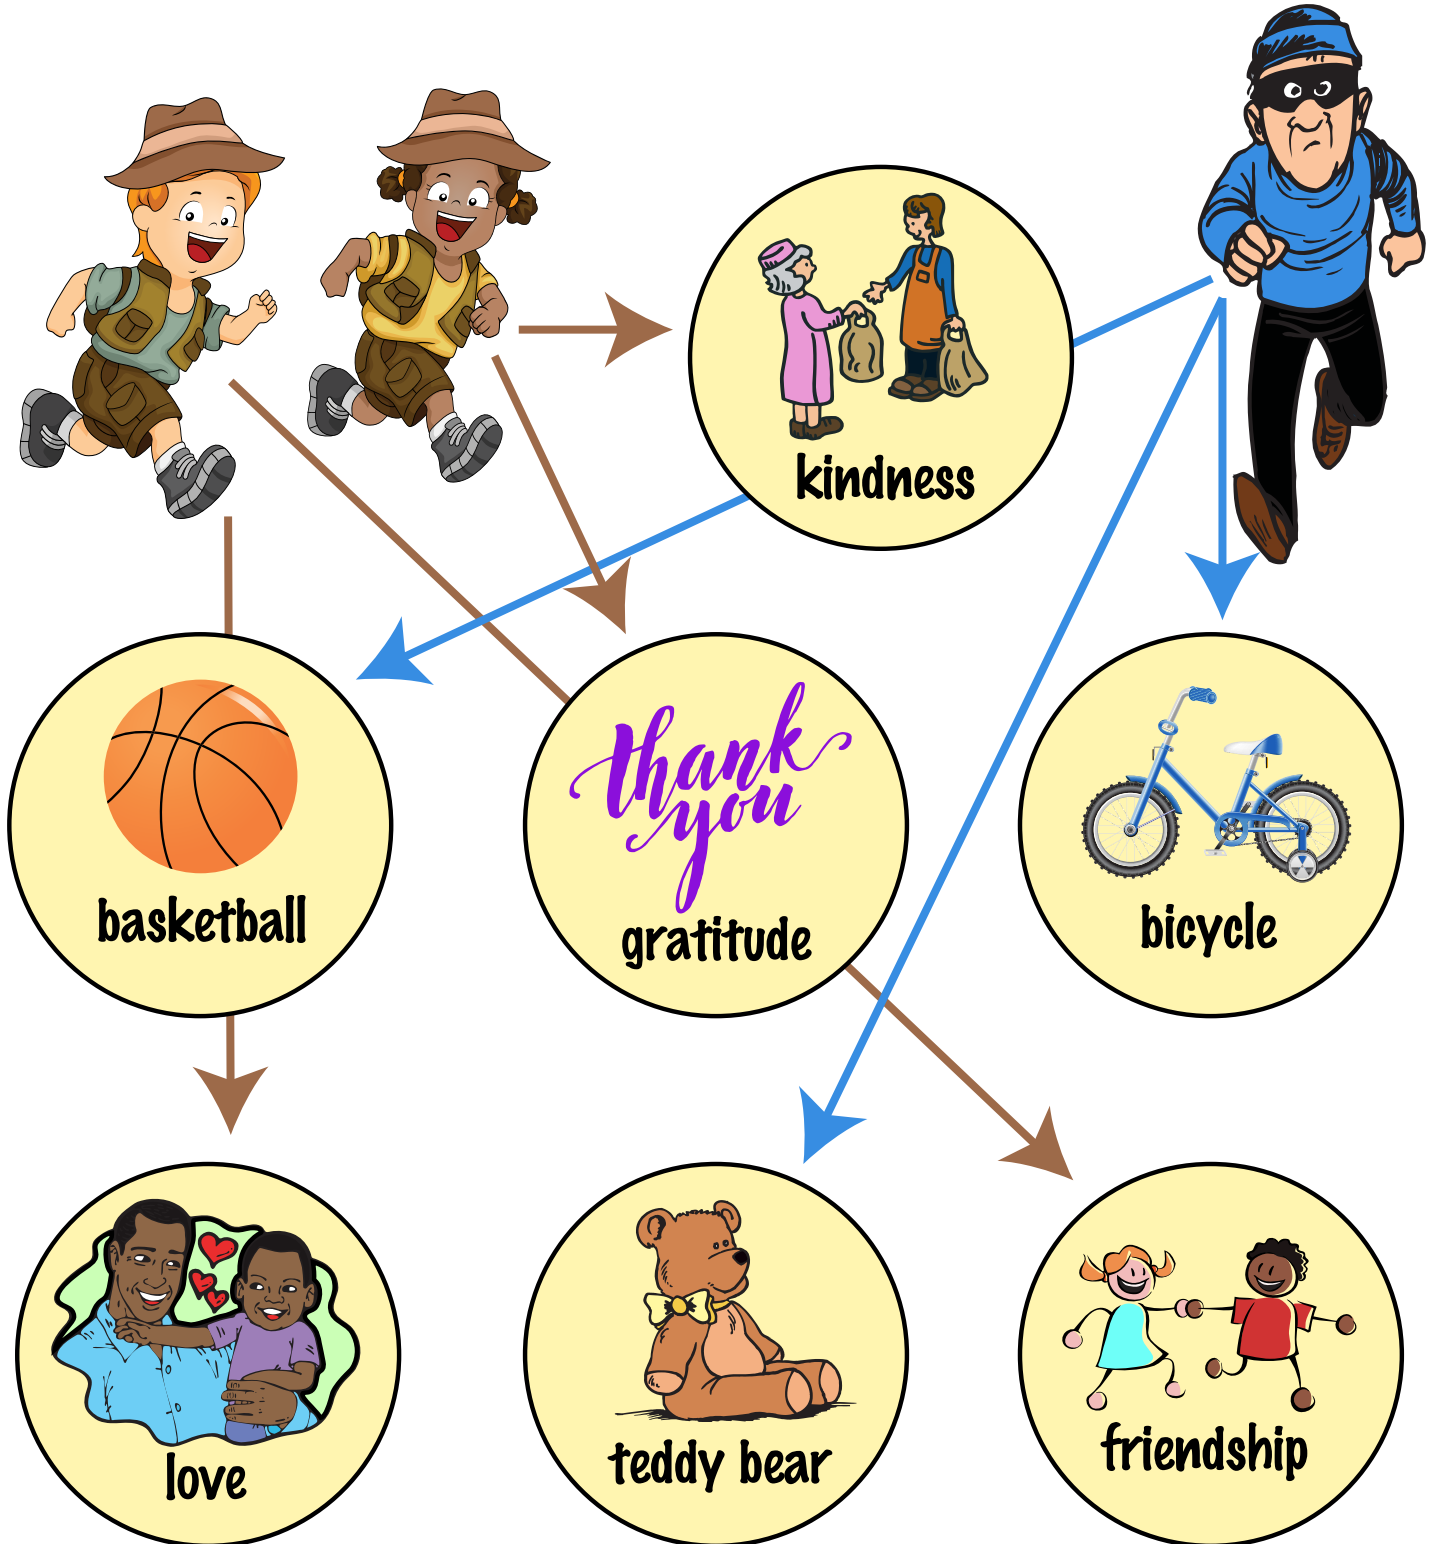 kindness
basketball
thank
you
gratitude
bicycle
love
teddy bear
friendship